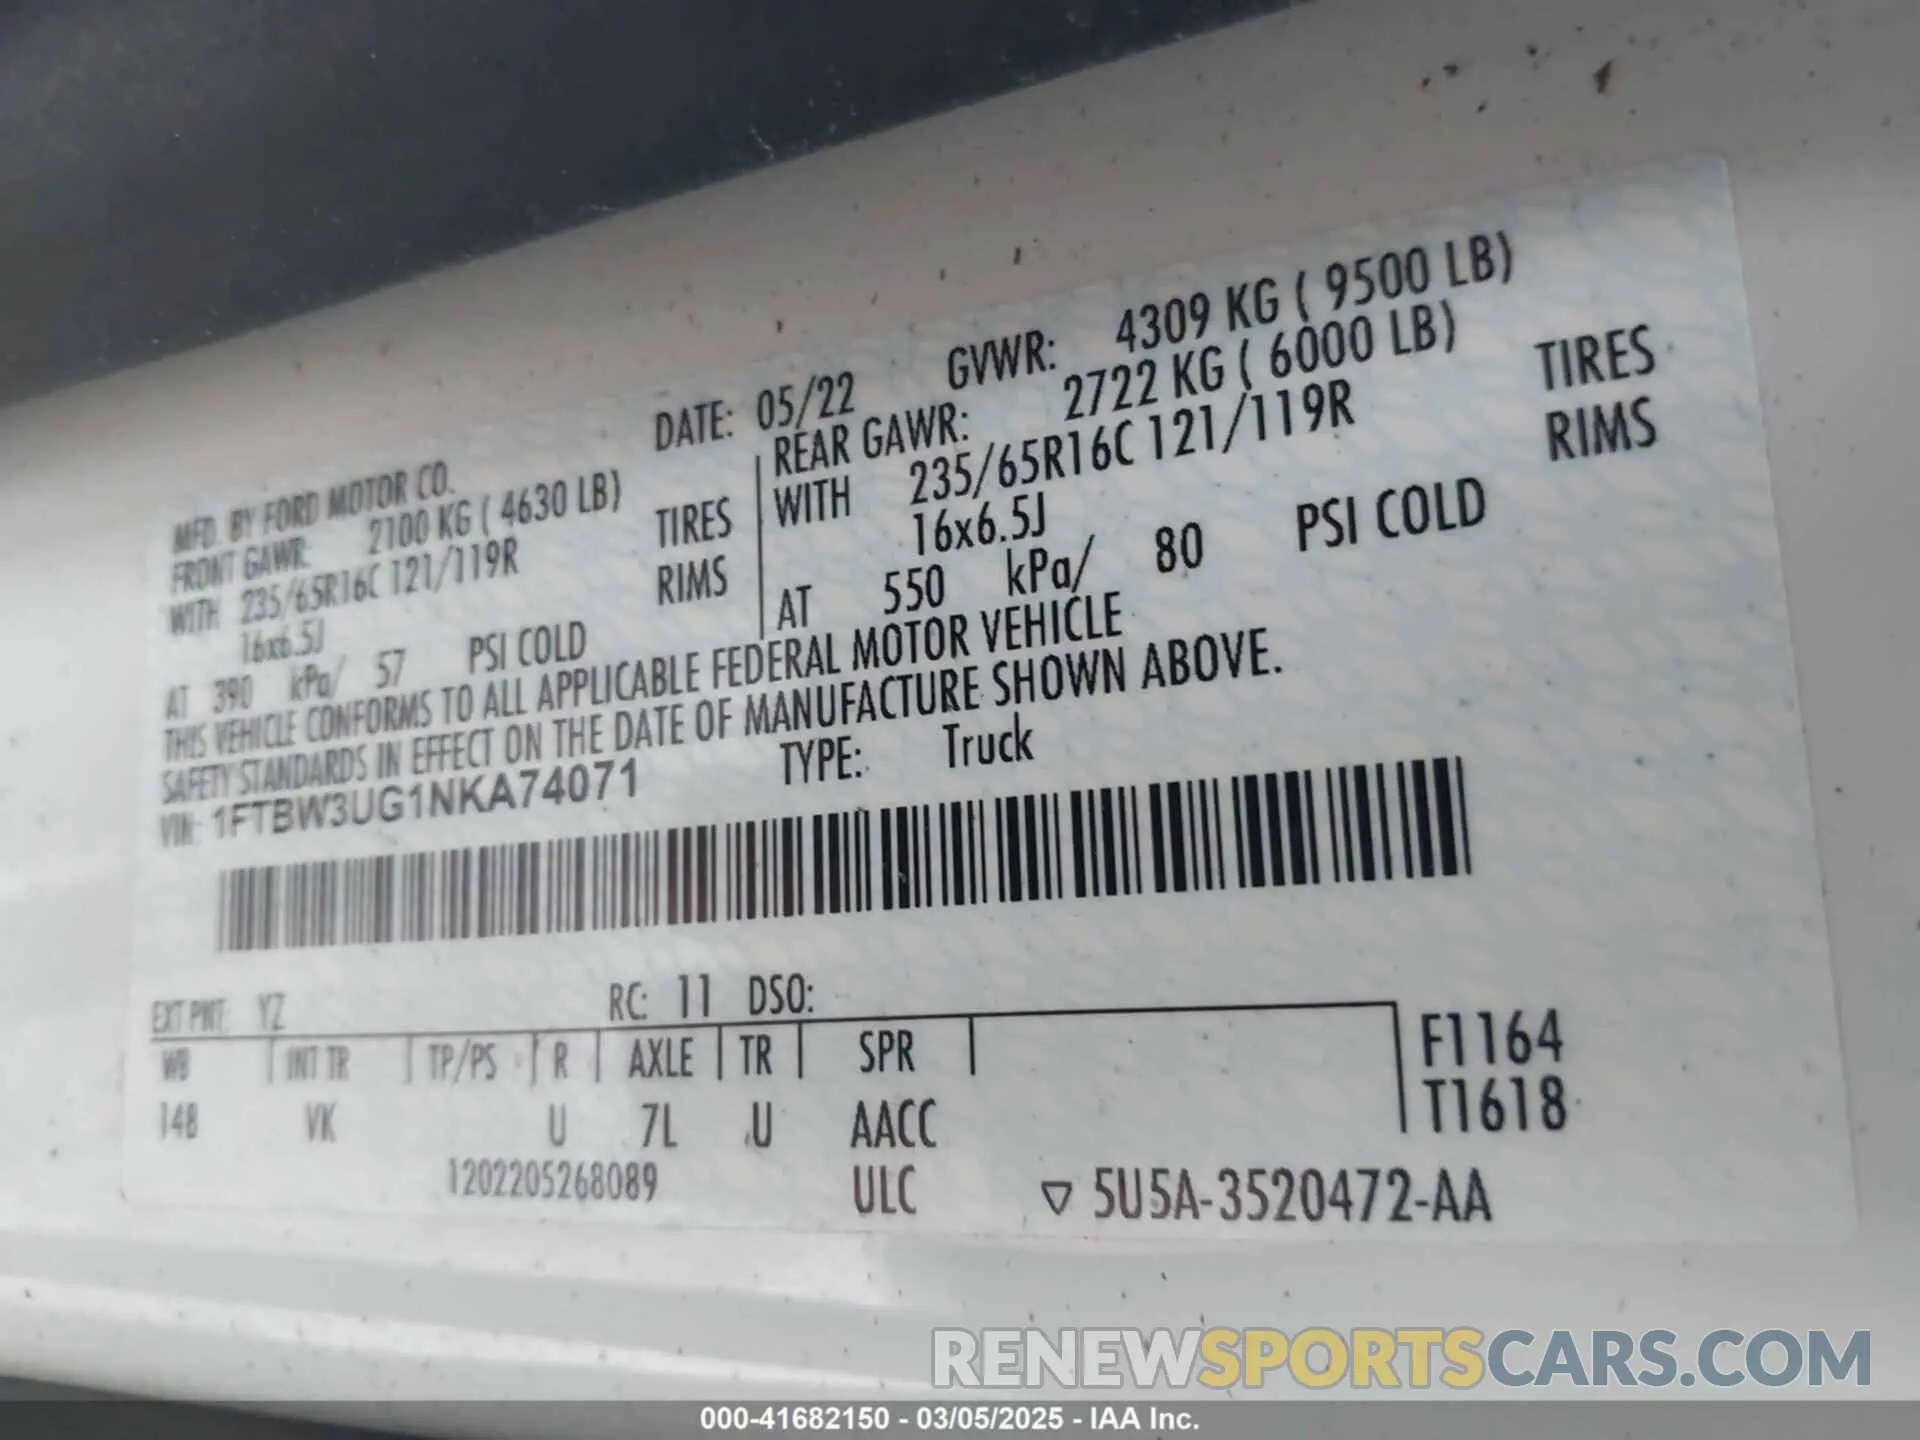 MFD. BY FORD MOTOR CO. DATE: 05/22 GVWR: 4309 KG ( 9500 LB)
FRONT GAWR: 2100 KG ( 4630 LB) REAR GAWR: 2722 KG ( 6000 LB)
WITH 235/65R16C 121/119R TIRES WITH 235/65R16C 121/119R TIRES
16x6.5J RIMS 16x6.5J RIMS
AT 390 kPa/ 57 PSI COLD AT 550 kPa/ 80 PSI COLD
THIS VEHICLE CONFORMS TO ALL APPLICABLE FEDERAL MOTOR VEHICLE
SAFETY STANDARDS IN EFFECT ON THE DATE OF MANUFACTURE SHOWN ABOVE.
VIN: 1FTBW3UG1NKA74071 TYPE: Truck
EXT PNT: YZ RC: 11 DSO:
WB INT TR TP/PS R AXLE TR SPR F1164
148 VK U 7L U AACC T1618
1202205268089 ULC ▽ 5U5A-3520472-AA
RENEWSPORTSCARS.COM
000-41682150 - 03/05/2025 - IAA Inc.